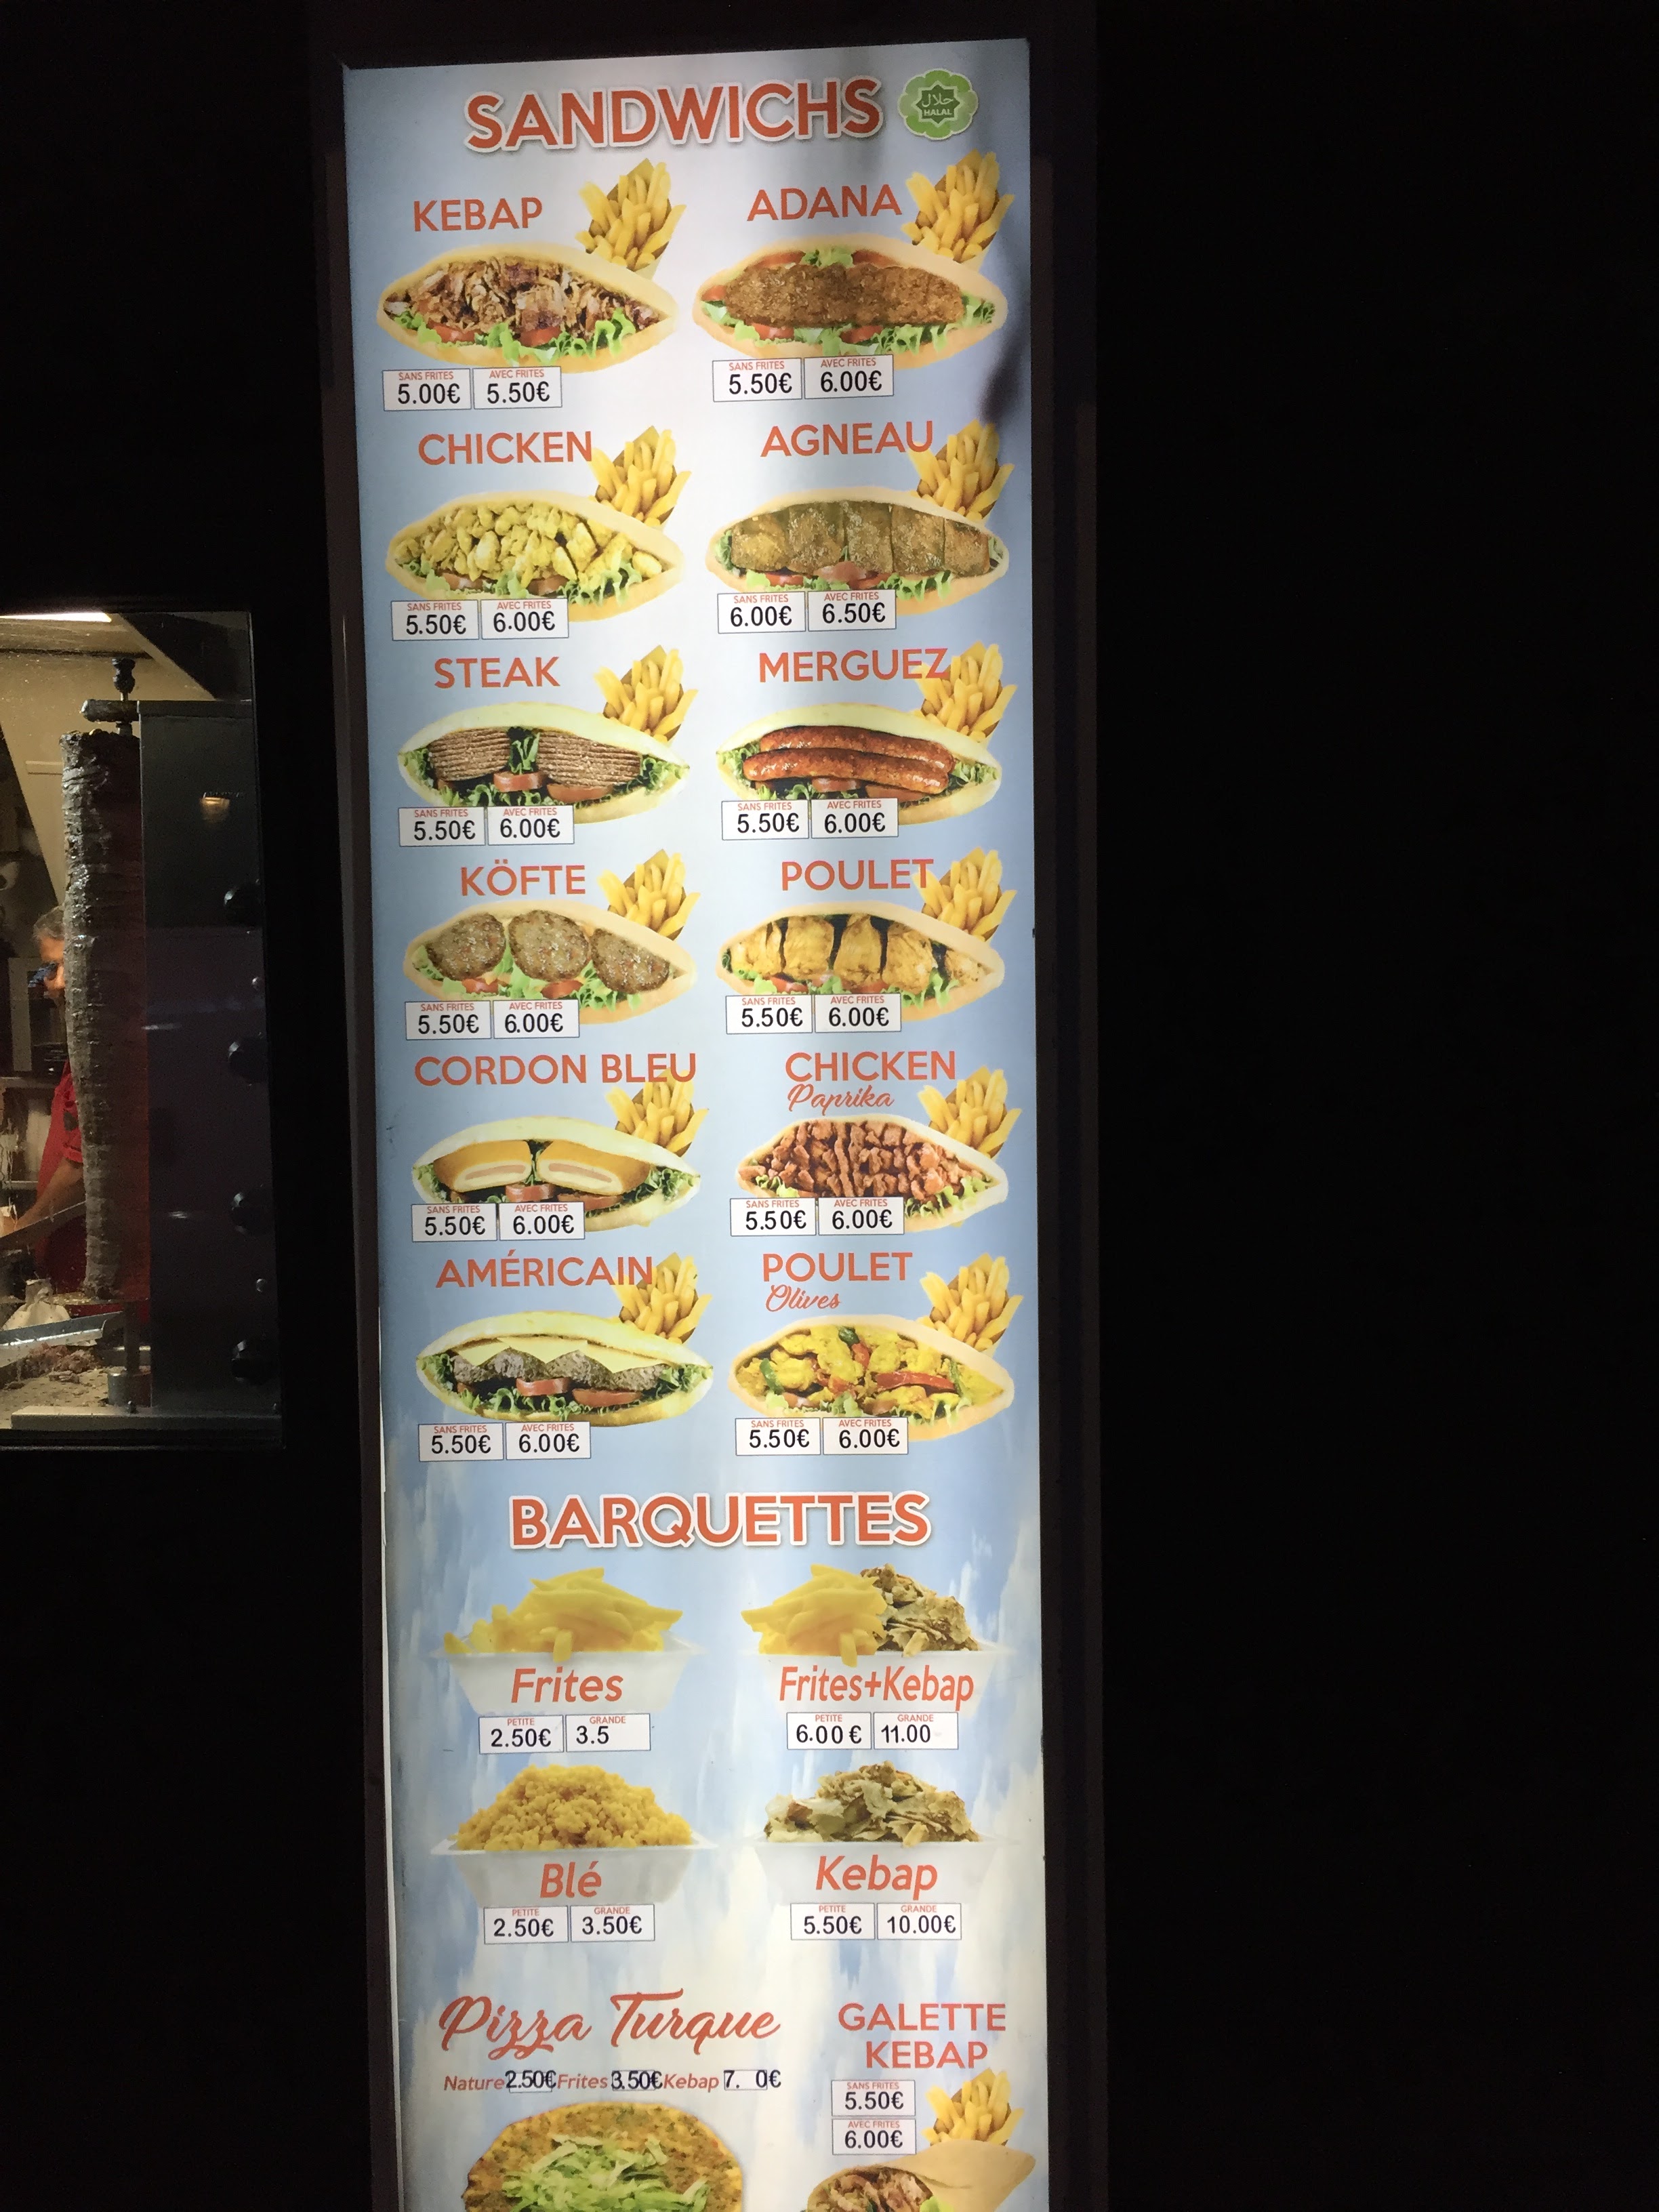 SANDWICHS
حلال
HALAL
KEBAP
ADANA
SANS FRITES AVEC FRITES
5.00€ 5.50€
SANS FRITES AVEC FRITES
5.50€ 6.00€
CHICKEN
AGNEAU
SANS FRITES AVEC FRITES
5.50€ 6.00€
SANS FRITES AVEC FRITES
6.00€ 6.50€
STEAK
MERGUEZ
SANS FRITES AVEC FRITES
5.50€ 6.00€
SANS FRITES AVEC FRITES
5.50€ 6.00€
KÖFTE
POULET
SANS FRITES AVEC FRITES
5.50€ 6.00€
SANS FRITES AVEC FRITES
5.50€ 6.00€
CORDON BLEU
CHICKEN
Paprika
SANS FRITES AVEC FRITES
5.50€ 6.00€
SANS FRITES AVEC FRITES
5.50€ 6.00€
AMÉRICAIN
POULET
Olives
SANS FRITES AVEC FRITES
5.50€ 6.00€
SANS FRITES AVEC FRITES
5.50€ 6.00€
BARQUETTES
Frites
PETITE GRANDE
2.50€ 3.5
Frites+Kebap
PETITE GRANDE
6.00€ 11.00
Blé
PETITE GRANDE
2.50€ 3.50€
Kebap
PETITE GRANDE
5.50€ 10.00€
Pizza Turque
Nature 2.50€ Frites 3.50€ Kebap 7. 0€
GALETTE
KEBAP
SANS FRITES
5.50€
AVEC FRITES
6.00€